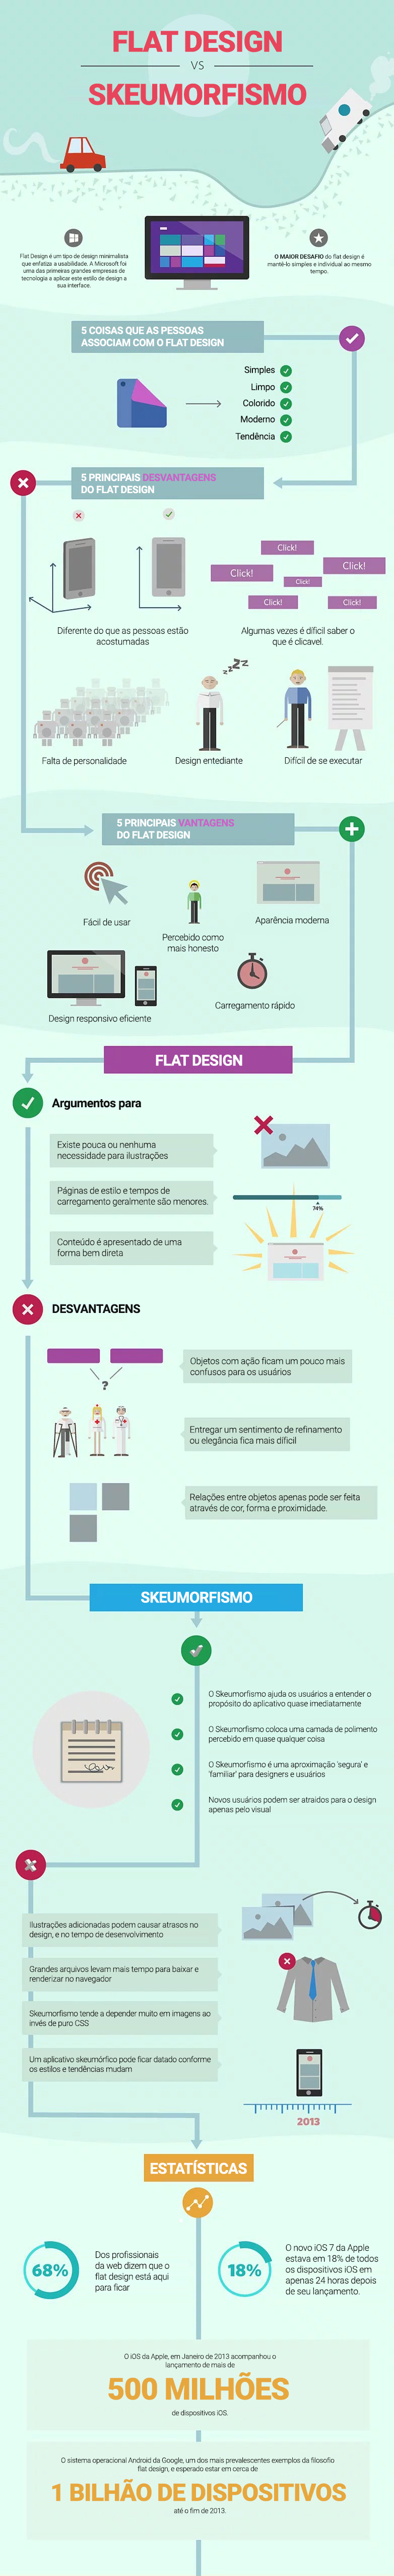 FLAT DESIGN
VS
SKEUMORFISMO
Flat Design é um tipo de design minimalista
que enfatiza a usabilidade. A Microsoft foi
uma das primeiras grandes empresas de
tecnologia a aplicar este estilo de design a
sua interface.
O MAIOR DESAFIO do flat design é
mantê-lo simples e individual ao mesmo
tempo.
5 COISAS QUE AS PESSOAS
ASSOCIAM COM O FLAT DESIGN
Simples
Limpo
Colorido
Moderno
Tendência
5 PRINCIPAIS DESVANTAGENS
DO FLAT DESIGN
Click!
Click!
Click!
Click!
Click!
Click!
Diferente do que as pessoas estão
acostumadas
Algumas vezes é díficil saber o
que é clicavel.
zzzZZZ
Falta de personalidade
Design entediante
Difícil de se executar
5 PRINCIPAIS VANTAGENS
DO FLAT DESIGN
Fácil de usar
Percebido como
mais honesto
Aparência moderna
Design responsivo eficiente
Carregamento rápido
FLAT DESIGN
Argumentos para
Existe pouca ou nenhuma
necessidade para ilustrações
Páginas de estilo e tempos de
carregamento geralmente são menores.
74%
Conteúdo é apresentado de uma
forma bem direta
DESVANTAGENS
?
Objetos com ação ficam um pouco mais
confusos para os usuários
Entregar um sentimento de refinamento
ou elegância fica mais díficil
Relações entre objetos apenas pode ser feita
através de cor, forma e proximidade.
SKEUMORFISMO
O Skeumorfismo ajuda os usuários a entender o
propósito do aplicativo quase imediatamente
O Skeumorfismo coloca uma camada de polimento
percebido em quase qualquer coisa
O Skeumorfismo é uma aproximação 'segura' e
'familiar' para designers e usuários
Novos usuários podem ser atraidos para o design
apenas pelo visual
Ilustrações adicionadas podem causar atrasos no
design, e no tempo de desenvolvimento
Grandes arquivos levam mais tempo para baixar e
renderizar no navegador
Skeumorfismo tende a depender muito em imagens ao
invés de puro CSS
Um aplicativo skeumórfico pode ficar datado conforme
os estilos e tendências mudam
2013
ESTATÍSTICAS
68%
Dos profissionais
da web dizem que o
flat design está aqui
para ficar
18%
O novo iOS 7 da Apple
estava em 18% de todos
os dispositivos iOS em
apenas 24 horas depois
de seu lançamento.
O iOS da Apple, em Janeiro de 2013 acompanhou o
lançamento de mais de
500 MILHÕES
de dispositivos iOS.
O sistema operacional Android da Google, um dos mais prevalescentes exemplos da filosofia
flat design, e esperado estar em cerca de
1 BILHÃO DE DISPOSITIVOS
até o fim de 2013.